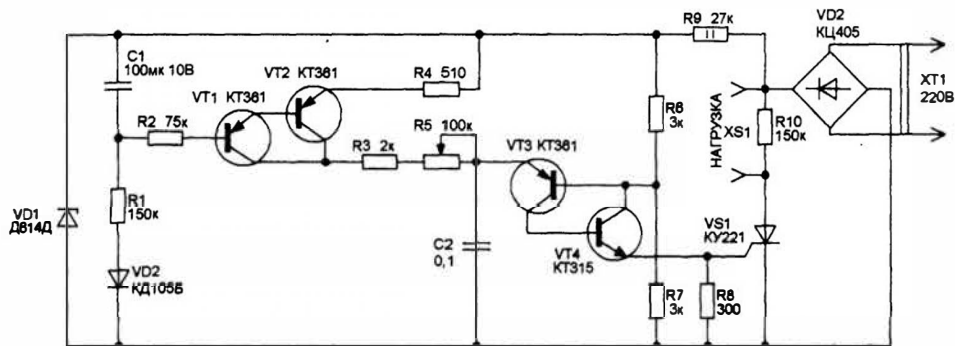 R9 27к
VD2
КЦ405
C1
100мк 10В
VT2 КТ361
R4 510
VT1 КТ361
ХТ1
220В
R2 75к
R5 100к
R6
3к
НАГРУЗКА
XS1
R10
150к
R3 2к
VT3 КТ361
R1
150к
VD1
Д814Д
C2
0,1
VT4
КТ315
VS1
КУ221
VD2
КД105Б
R7
3к
R8
300